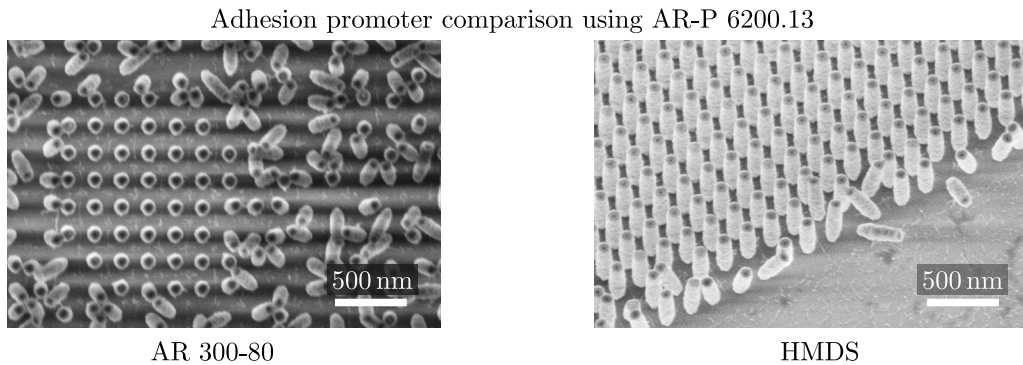 Adhesion promoter comparison using AR-P 6200.13
500 nm
500 nm
AR 300-80
HMDS